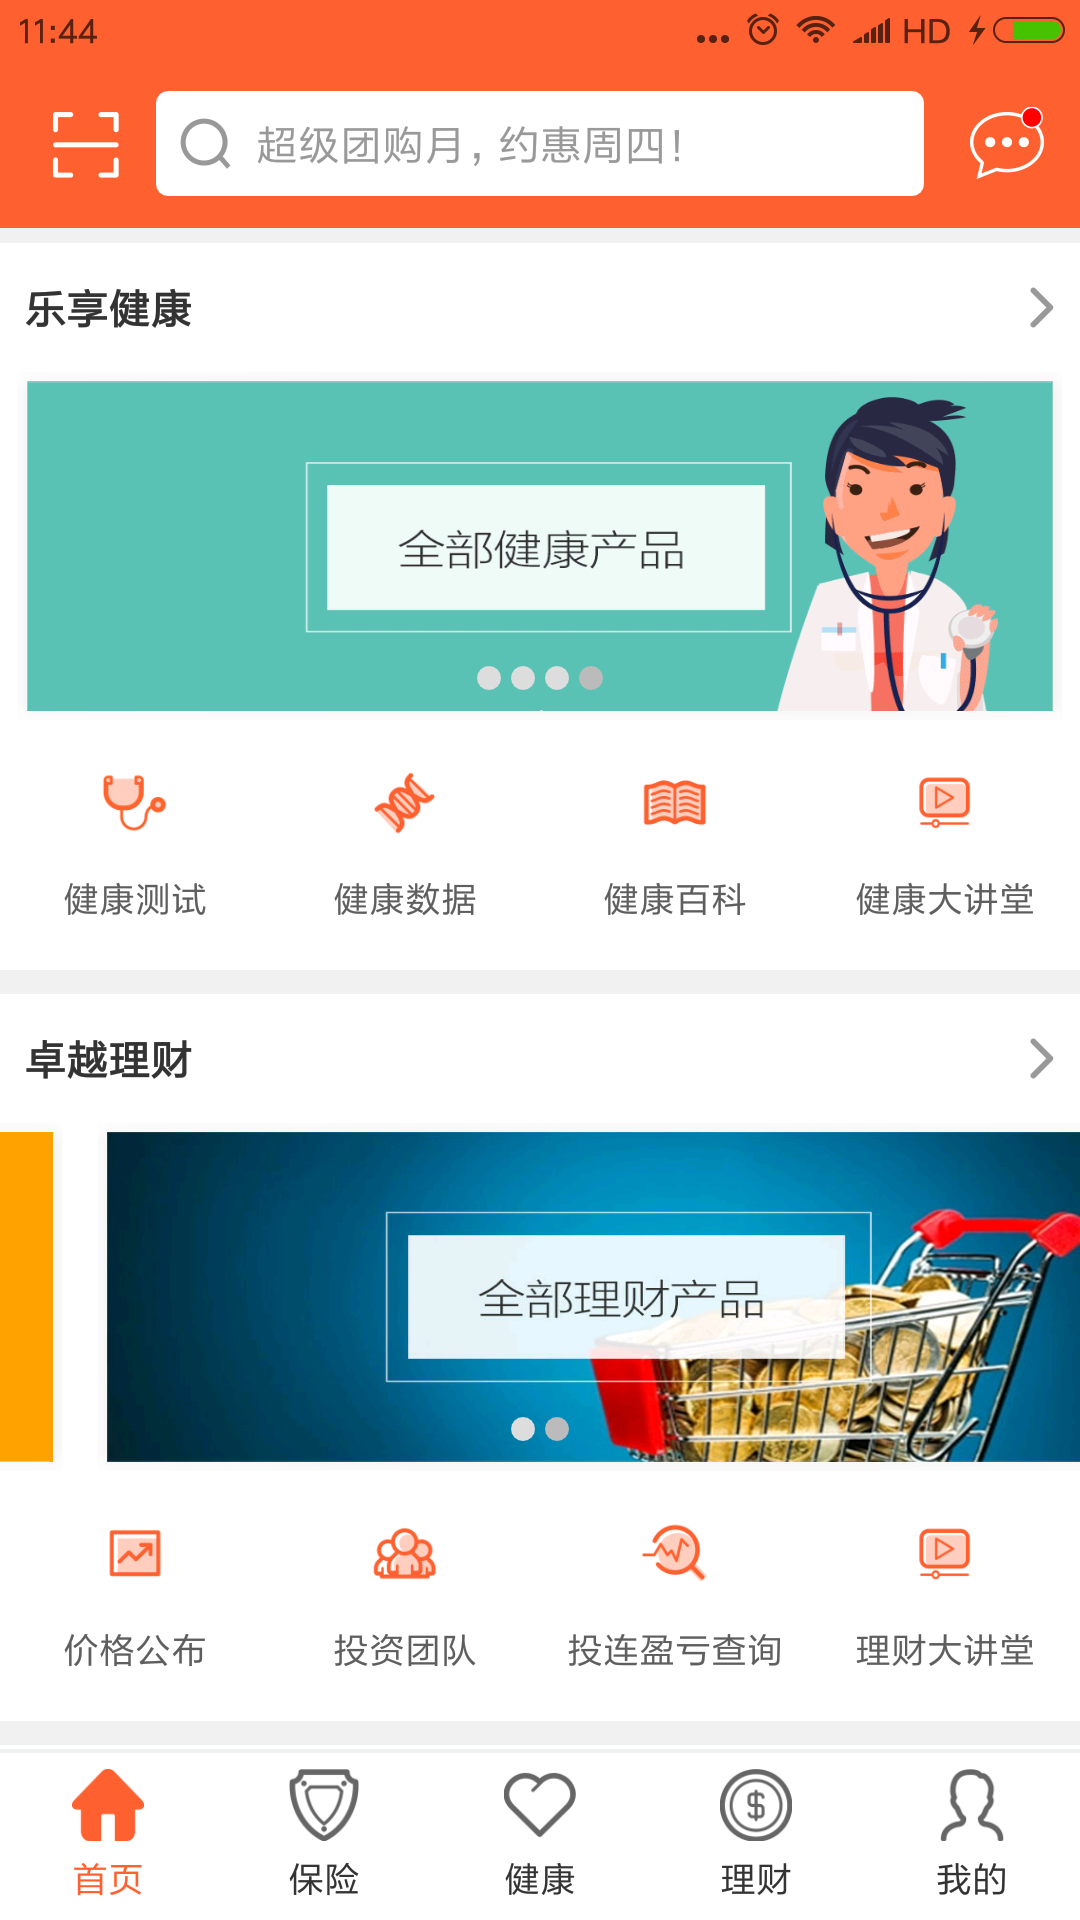 11:44 HD
超级团购月，约惠周四！
乐享健康
全部健康产品
健康测试 健康数据 健康百科 健康大讲堂
卓越理财
全部理财产品
价格公布 投资团队 投连盈亏查询 理财大讲堂
首页 保险 健康 理财 我的